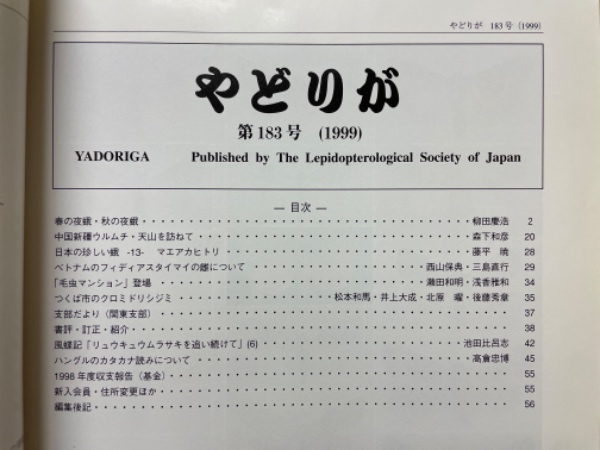 やどりが 183号 (1999)
やどりが
第183号 (1999)
YADORIGA Published by The Lepidopterological Society of Japan
— 目次 —
春の夜蛾・秋の夜蛾・・・・・・・・・・・・・・・・・・・・柳田慶浩 2
中国新疆ウルムチ・天山を訪ねて・・・・・・・・・・・・・・・・・・・・森下和彦 20
日本の珍しい蛾 -13- マエアカヒトリ・・・・・・・・・・・・・・・・・・・・藤平 暁 28
ベトナムのフィディアスタイマイの雌について・・・・・・・・・・・・・・・・西山保典・三島直行 29
「毛虫マンション」登場・・・・・・・・・・・・・・・・・・・・瀬田和明・浅香雅和 34
つくば市のクロミドリシジミ・・・・・・・・・・・・松本和馬・井上大成・北原 曜・後藤秀章 35
支部だより（関東支部）・・・・・・・・・・・・・・・・・・・・37
書評・訂正・紹介・・・・・・・・・・・・・・・・・・・・38
風蝶記「リュウキュウムラサキを追い続けて」(6)・・・・・・・・・・・・・・・・池田比呂志 42
ハングルのカタカナ読みについて・・・・・・・・・・・・・・・・・・・・高倉忠博 45
1998年度収支報告（基金）・・・・・・・・・・・・・・・・・・・・55
新入会員・住所変更ほか・・・・・・・・・・・・・・・・・・・・55
編集後記・・・・・・・・・・・・・・・・・・・・56